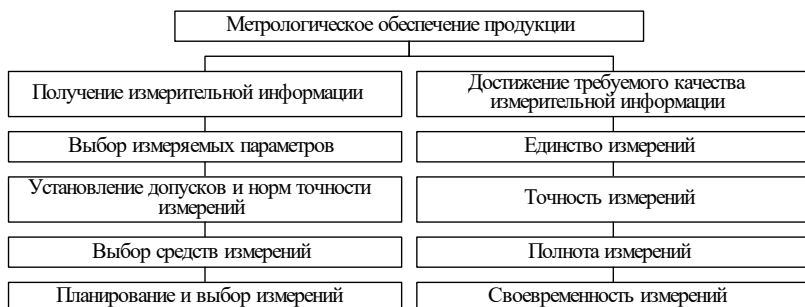 Метрологическое обеспечение продукции
Получение измерительной информации
Достижение требуемого качества
измерительной информации
Выбор измеряемых параметров
Единство измерений
Установление допусков и норм точности
измерений
Точность измерений
Выбор средств измерений
Полнота измерений
Планирование и выбор измерений
Своевременность измерений